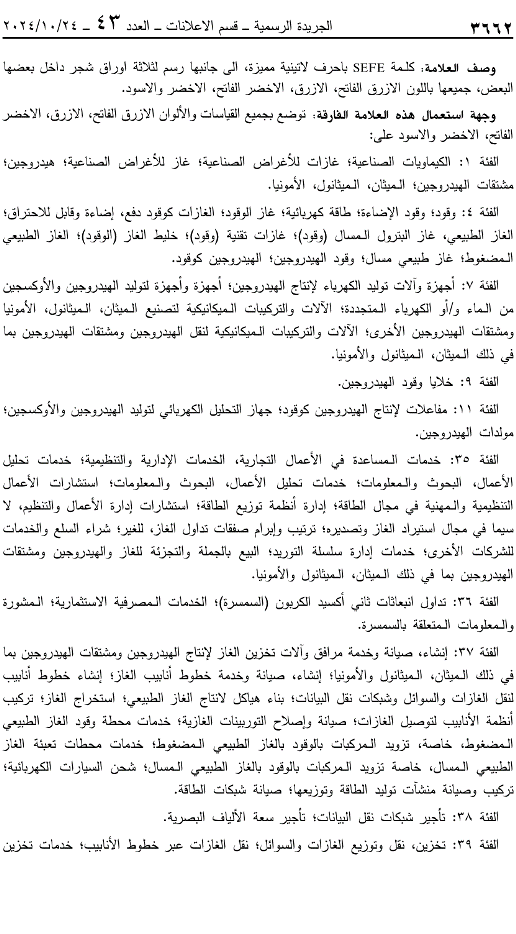 ٣٦٦٢ الجريدة الرسمية ــ قسم الاعلانات ــ العدد ٤٣ ــ ٢٠٢٤/١٠/٢٤
وصف العلامة: كلمة SEFE باحرف لاتينية مميزة، الى جانبها رسم لثلاثة اوراق شجر داخل بعضها
البعض، جميعها باللون الازرق الفاتح، الازرق، الاخضر الفاتح، الاخضر والاسود.
وجهة استعمال هذه العلامة الفارقة: توضع بجميع القياسات والألوان الازرق الفاتح، الازرق، الاخضر
الفاتح، الاخضر والاسود على:
الفئة ١: الكيماويات الصناعية؛ غازات للأغراض الصناعية؛ غاز للأغراض الصناعية؛ هيدروجين؛
مشتقات الهيدروجين؛ الميثان، الميثانول، الأمونيا.
الفئة ٤: وقود؛ وقود الإضاءة؛ طاقة كهربائية؛ غاز الوقود؛ الغازات كوقود دفع، إضاءة وقابل للاحتراق؛
الغاز الطبيعي، غاز البترول المسال (وقود)؛ غازات تقنية (وقود)؛ خليط الغاز (الوقود)؛ الغاز الطبيعي
المضغوط؛ غاز طبيعي مسال؛ وقود الهيدروجين؛ الهيدروجين كوقود.
الفئة ٧: أجهزة وآلات توليد الكهرباء لإنتاج الهيدروجين؛ أجهزة وأجهزة لتوليد الهيدروجين والأوكسجين
من الماء و/أو الكهرباء المتجددة؛ الآلات والتركيبات الميكانيكية لتصنيع الميثان، الميثانول، الأمونيا
ومشتقات الهيدروجين الأخرى؛ الآلات والتركيبات الميكانيكية لنقل الهيدروجين ومشتقات الهيدروجين بما
في ذلك الميثان، الميثانول والأمونيا.
الفئة ٩: خلايا وقود الهيدروجين.
الفئة ١١: مفاعلات لإنتاج الهيدروجين كوقود؛ جهاز التحليل الكهربائي لتوليد الهيدروجين والأوكسجين؛
مولدات الهيدروجين.
الفئة ٣٥: خدمات المساعدة في الأعمال التجارية، الخدمات الإدارية والتنظيمية؛ خدمات تحليل
الأعمال، البحوث والمعلومات؛ خدمات تحليل الأعمال، البحوث والمعلومات؛ استشارات الأعمال
التنظيمية والمهنية في مجال الطاقة؛ إدارة أنظمة توزيع الطاقة؛ استشارات إدارة الأعمال والتنظيم، لا
سيما في مجال استيراد الغاز وتصديره؛ ترتيب وإبرام صفقات تداول الغاز، للغير؛ شراء السلع والخدمات
للشركات الأخرى؛ خدمات إدارة سلسلة التوريد؛ البيع بالجملة والتجزئة للغاز والهيدروجين ومشتقات
الهيدروجين بما في ذلك الميثان، الميثانول والأمونيا.
الفئة ٣٦: تداول انبعاثات ثاني أكسيد الكربون (السمسرة)؛ الخدمات المصرفية الاستثمارية؛ المشورة
والمعلومات المتعلقة بالسمسرة.
الفئة ٣٧: إنشاء، صيانة وخدمة مرافق وآلات تخزين الغاز لإنتاج الهيدروجين ومشتقات الهيدروجين بما
في ذلك الميثان، الميثانول والأمونيا؛ إنشاء، صيانة وخدمة خطوط أنابيب الغاز؛ إنشاء خطوط أنابيب
لنقل الغازات والسوائل وشبكات نقل البيانات؛ بناء هياكل لانتاج الغاز الطبيعي؛ استخراج الغاز؛ تركيب
أنظمة الأنابيب لتوصيل الغازات؛ صيانة وإصلاح التوربينات الغازية؛ خدمات محطة وقود الغاز الطبيعي
المضغوط، خاصة، تزويد المركبات بالوقود بالغاز الطبيعي المضغوط؛ خدمات محطات تعبئة الغاز
الطبيعي المسال، خاصة تزويد المركبات بالوقود بالغاز الطبيعي المسال؛ شحن السيارات الكهربائية؛
تركيب وصيانة منشآت توليد الطاقة وتوزيعها؛ صيانة شبكات الطاقة.
الفئة ٣٨: تأجير شبكات نقل البيانات؛ تأجير سعة الألياف البصرية.
الفئة ٣٩: تخزين، نقل وتوزيع الغازات والسوائل؛ نقل الغازات عبر خطوط الأنابيب؛ خدمات تخزين